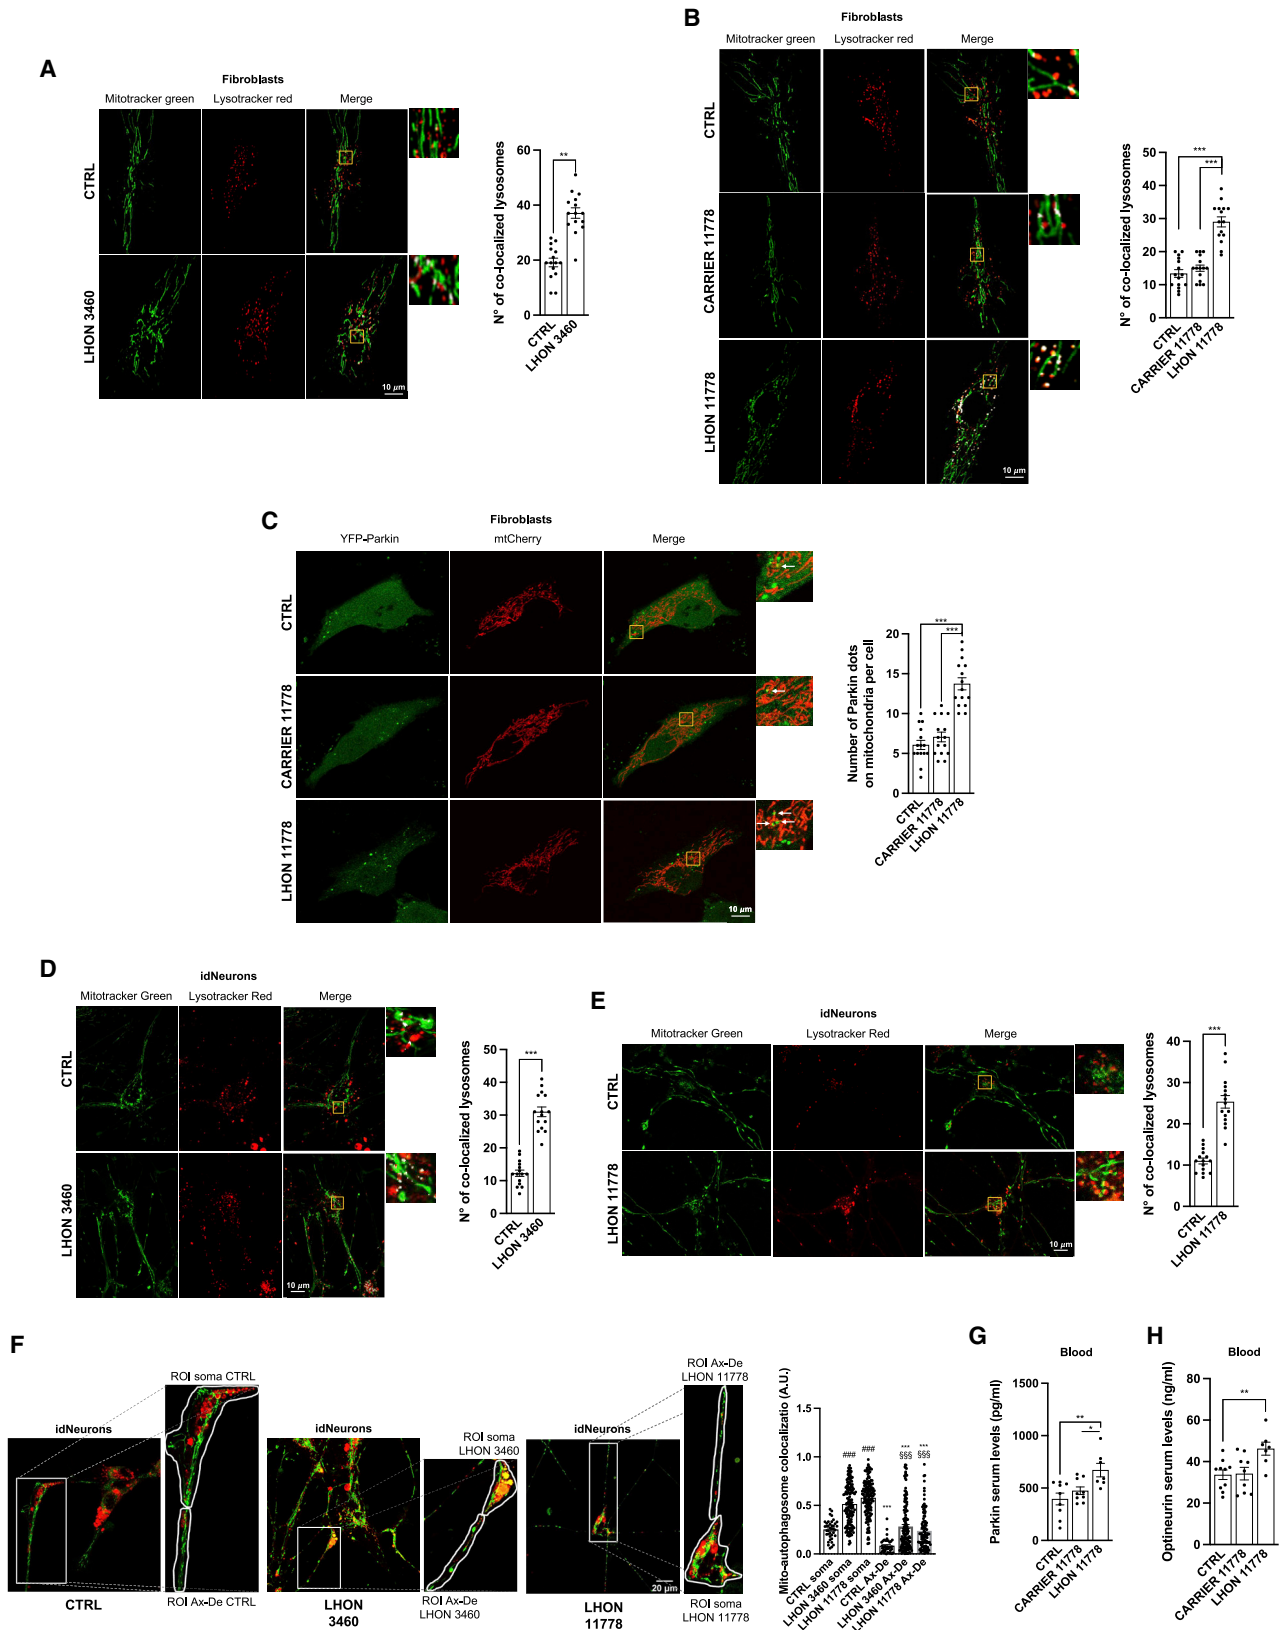 A
Fibroblasts
Mitotracker green
Lysotracker red
Merge
CTRL
LHON 3460
10 µm
N° of co-localized lysosomes
60
40
20
0
**
CTRL
LHON 3460
B
Fibroblasts
Mitotracker green
Lysotracker red
Merge
CTRL
CARRIER 11778
LHON 11778
10 µm
N° of co-localized lysosomes
50
40
30
20
10
0
***
***
CTRL
CARRIER 11778
LHON 11778
C
Fibroblasts
YFP-Parkin
mtCherry
Merge
CTRL
CARRIER 11778
LHON 11778
10 µm
Number of Parkin dots
on mitochondria per cell
20
15
10
5
0
***
***
CTRL
CARRIER 11778
LHON 11778
D
idNeurons
Mitotracker Green
Lysotracker Red
Merge
CTRL
LHON 3460
10 µm
N° of co-localized lysosomes
50
40
30
20
10
0
***
CTRL
LHON 3460
E
idNeurons
Mitotracker Green
Lysotracker Red
Merge
CTRL
LHON 11778
10 µm
N° of co-localized lysosomes
40
30
20
10
0
***
CTRL
LHON 11778
F
ROI soma CTRL
idNeurons
CTRL
ROI Ax-De CTRL
idNeurons
LHON
3460
ROI soma
LHON 3460
ROI Ax-De
LHON 3460
idNeurons
LHON
11778
ROI Ax-De
LHON 11778
20 µm
ROI soma
LHON 11778
Mito-autophagosome colocalizatio (A.U.)
1.5
1.0
0.5
0.0
###
###
***
***
§§§
***
§§§
CTRL soma
LHON 3460 soma
LHON 11778 soma
CTRL Ax-De
LHON 3460 Ax-De
LHON 11778 Ax-De
G
Blood
Parkin serum levels (pg/ml)
1500
1000
500
0
**
*
CTRL
CARRIER 11778
LHON 11778
H
Blood
Optineurin serum levels (ng/ml)
60
40
20
0
**
CTRL
CARRIER 11778
LHON 11778